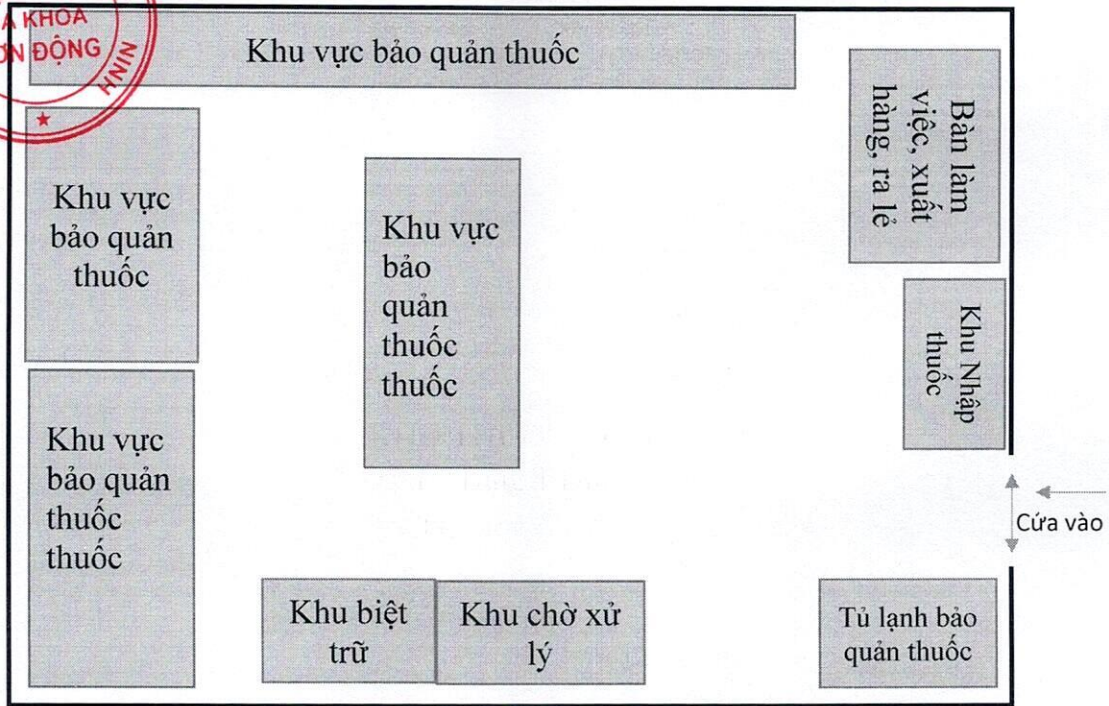 A KHOA
ƠN ĐỘNG
NINH
Khu vực bảo quản thuốc
Bàn làm
việc, xuất
hàng, ra lẻ
Khu vực
bảo quản
thuốc
Khu vực
bảo
quản
thuốc
thuốc
Khu Nhập
thuốc
Khu vực
bảo quản
thuốc
thuốc
Cứa vào
Khu biệt
trữ
Khu chờ xử
lý
Tủ lạnh bảo
quản thuốc